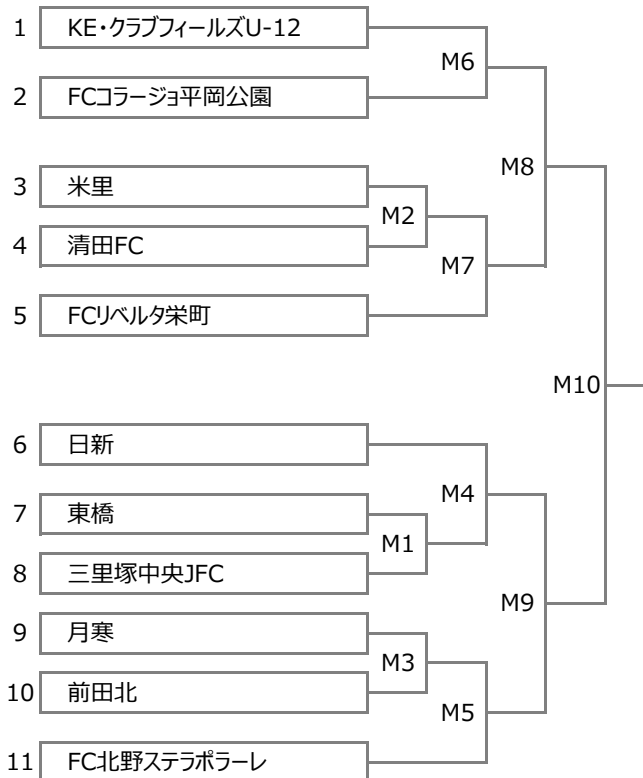 1 KE・クラブフィールズU-12
M6
2 FCコラージョ平岡公園
M8
3 米里
M2
4 清田FC
M7
5 FCリベルタ栄町
M10
6 日新
M4
7 東橋
M1
8 三里塚中央JFC
M9
9 月寒
M3
10 前田北
M5
11 FC北野ステラポラーレ